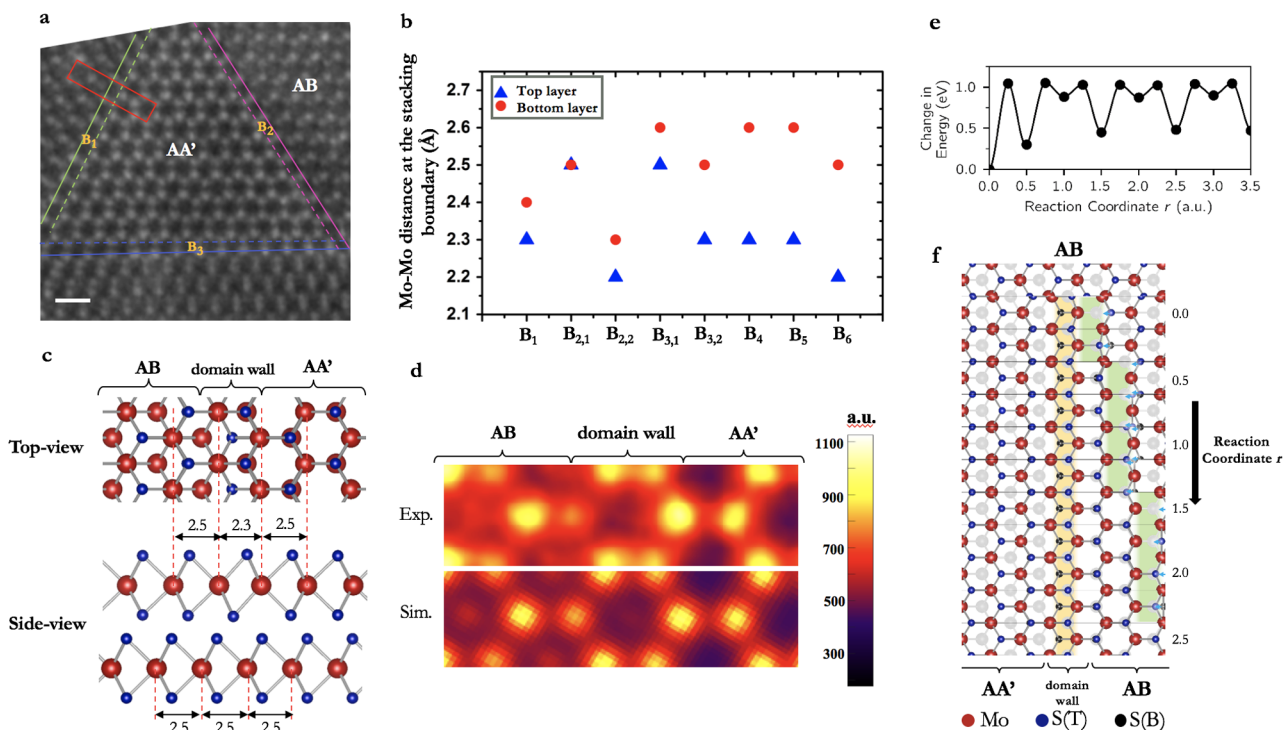 a
AB
AA'
B1
B2
B3
b
Mo-Mo distance at the stacking
boundary (Å)
2.7
2.6
2.5
2.4
2.3
2.2
2.1
Top layer
Bottom layer
B1 B2,1 B2,2 B3,1 B3,2 B4 B5 B6
e
Change in
Energy (eV)
1.0
0.5
0.0
0.0 0.5 1.0 1.5 2.0 2.5 3.0 3.5
Reaction Coordinate r (a.u.)
c
AB domain wall AA'
Top-view
2.5 2.3 2.5
Side-view
2.5 2.5 2.5
d
a.u.
AB domain wall AA'
Exp.
Sim.
1100
900
700
500
300
f
AB
0.0
0.5
1.0
1.5
2.0
2.5
Reaction
Coordinate r
AA' domain
wall AB
Mo S(T) S(B)